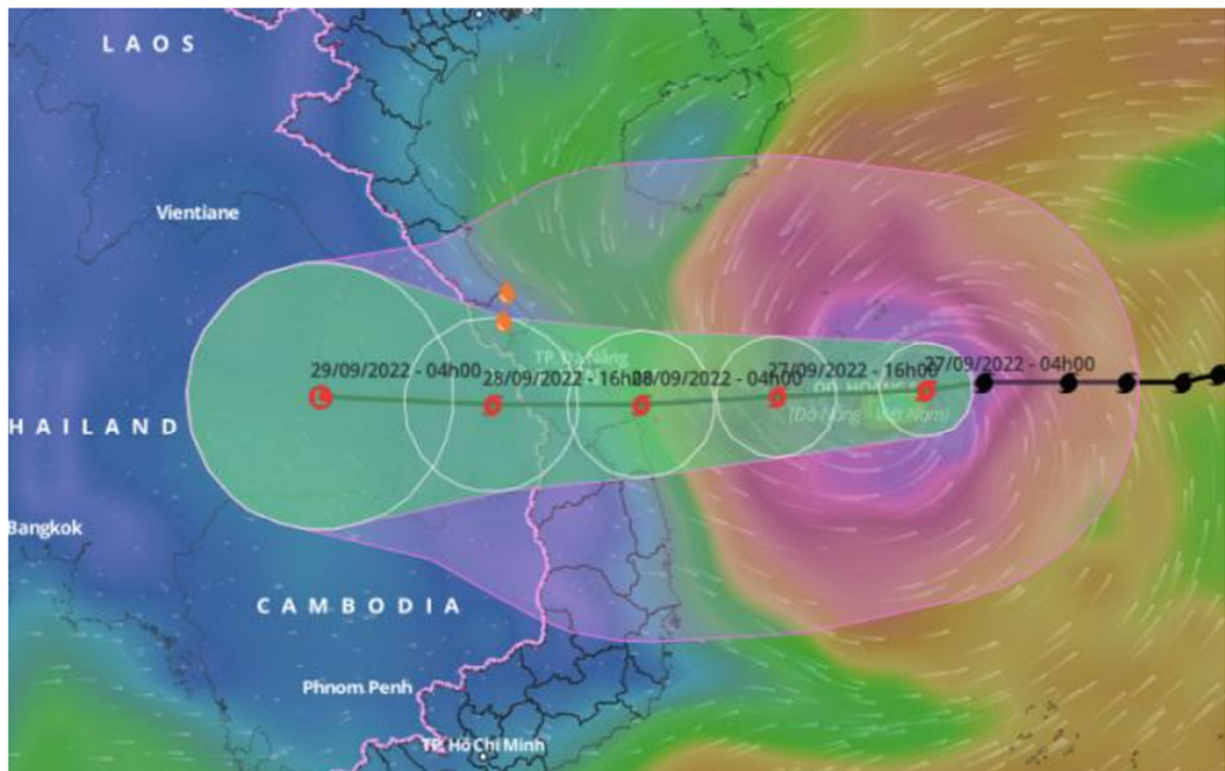 LAOS
Vientiane
29/09/2022 - 04h00
TP. Đà Nẵng
28/09/2022 - 16h00
28/09/2022 - 04h00
27/09/2022 - 16h00
27/09/2022 - 04h00
(Đà Nẵng - Việt Nam)
HAILAND
Bangkok
CAMBODIA
Phnom Penh
TP. Hồ Chí Minh
L